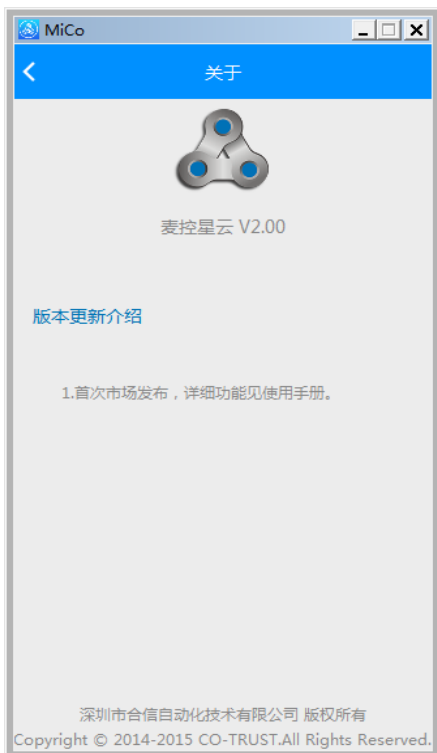 MiCo
关于
麦控星云 V2.00
版本更新介绍
1.首次市场发布，详细功能见使用手册。
深圳市合信自动化技术有限公司 版权所有
Copyright © 2014-2015 CO-TRUST.All Rights Reserved.